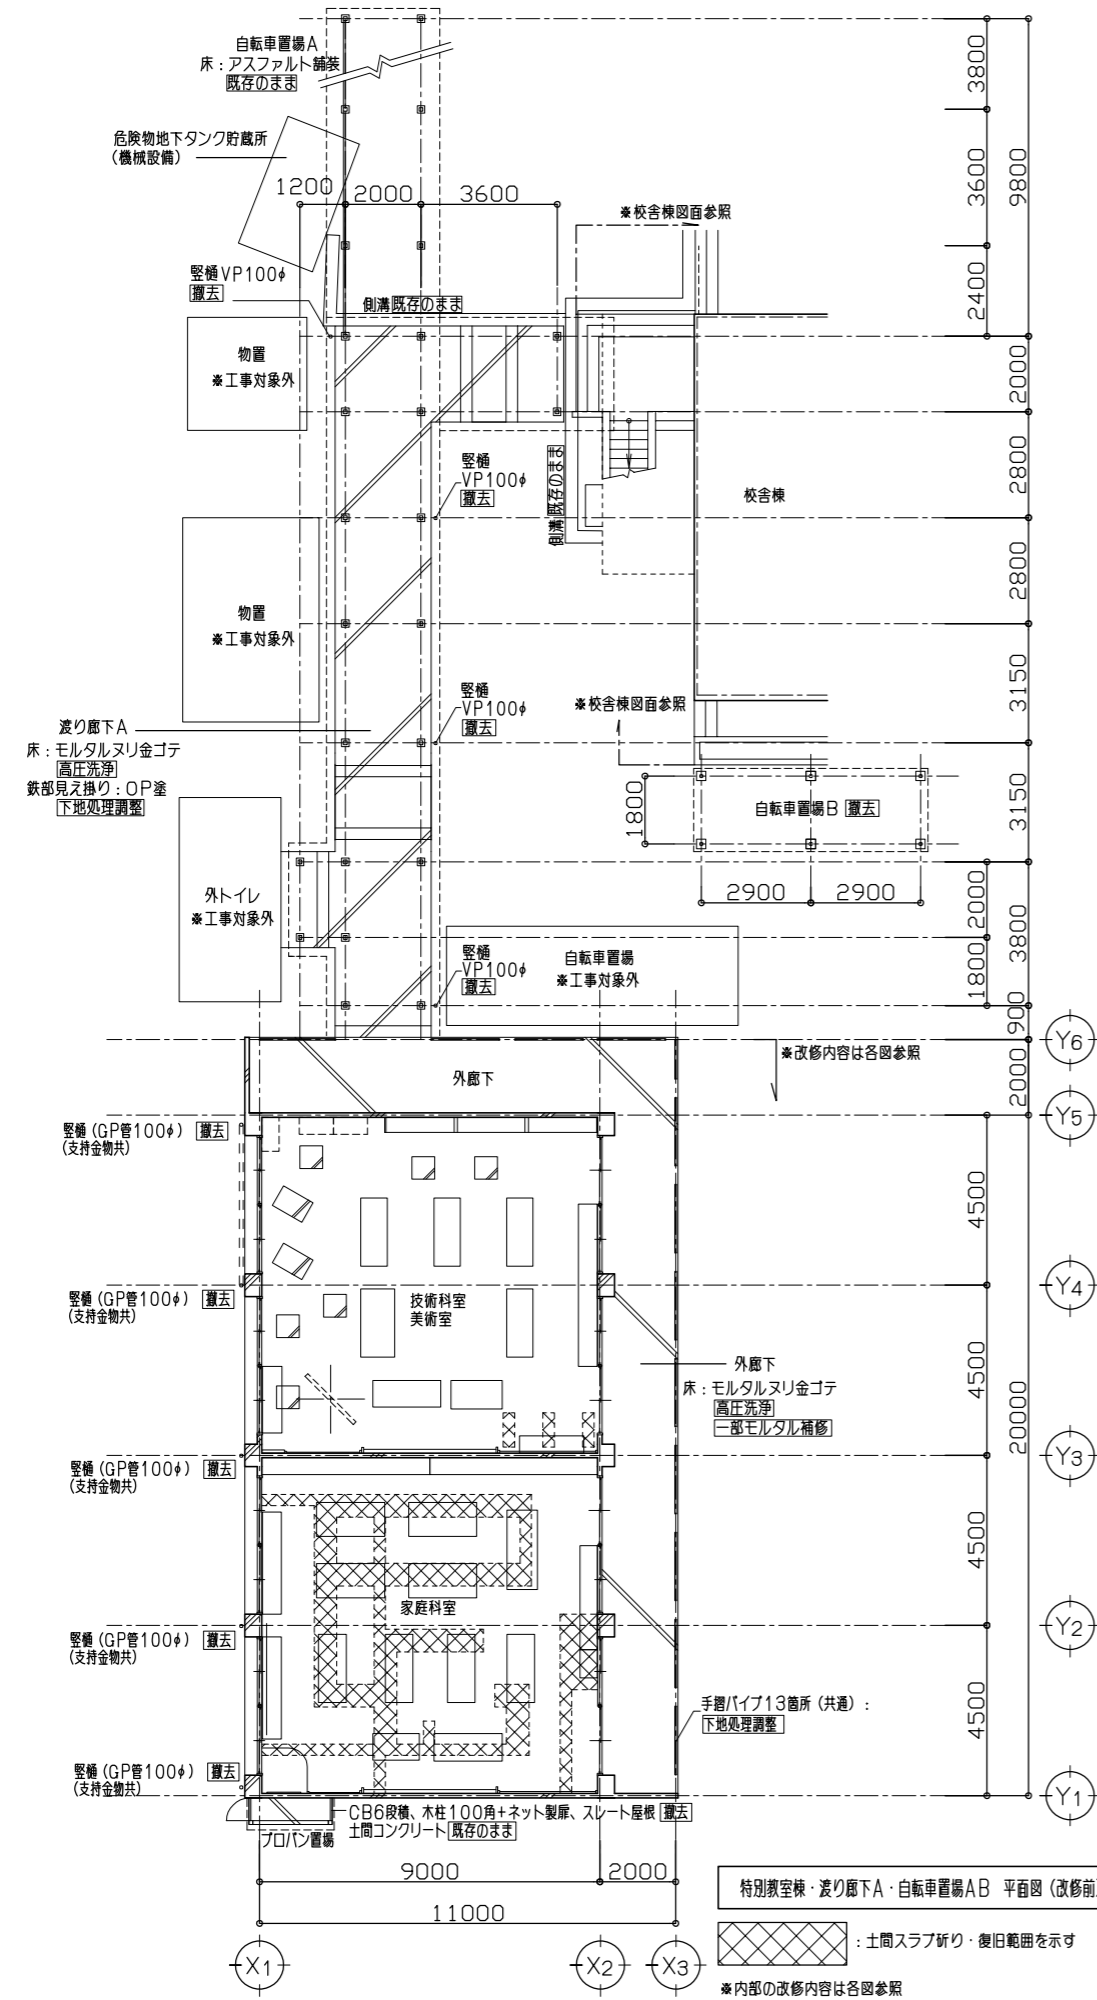 自転車置場A
床：アスファルト舗装
既存のまま
危険物地下タンク貯蔵所
（機械設備）
1200
2000
3600
※校舎棟図面参照
竪樋VP100φ
撤去
側溝 既存のまま
物置
※工事対象外
竪樋
VP100φ
撤去
側溝 既存のまま
校舎棟
物置
※工事対象外
渡り廊下A
床：モルタルヌリ金ゴテ
高圧洗浄
鉄部見え掛り：OP塗
下地処理調整
竪樋
VP100φ
撤去
※校舎棟図面参照
1800
自転車置場B 撤去
2900
2900
外トイレ
※工事対象外
竪樋
VP100φ
撤去
自転車置場
※工事対象外
3800
3600
2400
9800
2000
2800
2800
3150
3150
2000
1800
3800
900
2000
Y6
Y5
Y4
Y3
Y2
Y1
4500
4500
4500
4500
20000
※改修内容は各図参照
外廊下
竪樋（GP管100φ） 撤去
（支持金物共）
竪樋（GP管100φ） 撤去
（支持金物共）
技術科室
美術室
外廊下
床：モルタルヌリ金ゴテ
高圧洗浄
一部モルタル補修
竪樋（GP管100φ） 撤去
（支持金物共）
家庭科室
竪樋（GP管100φ） 撤去
（支持金物共）
手摺パイプ13箇所（共通）：
下地処理調整
竪樋（GP管100φ） 撤去
（支持金物共）
CB6段積、木柱100角+ネット製扉、スレート屋根 撤去
土間コンクリート 既存のまま
プロパン置場
9000
2000
11000
X1
X2
X3
特別教室棟・渡り廊下A・自転車置場AB 平面図（改修前）
：土間スラブ斫り・復旧範囲を示す
※内部の改修内容は各図参照